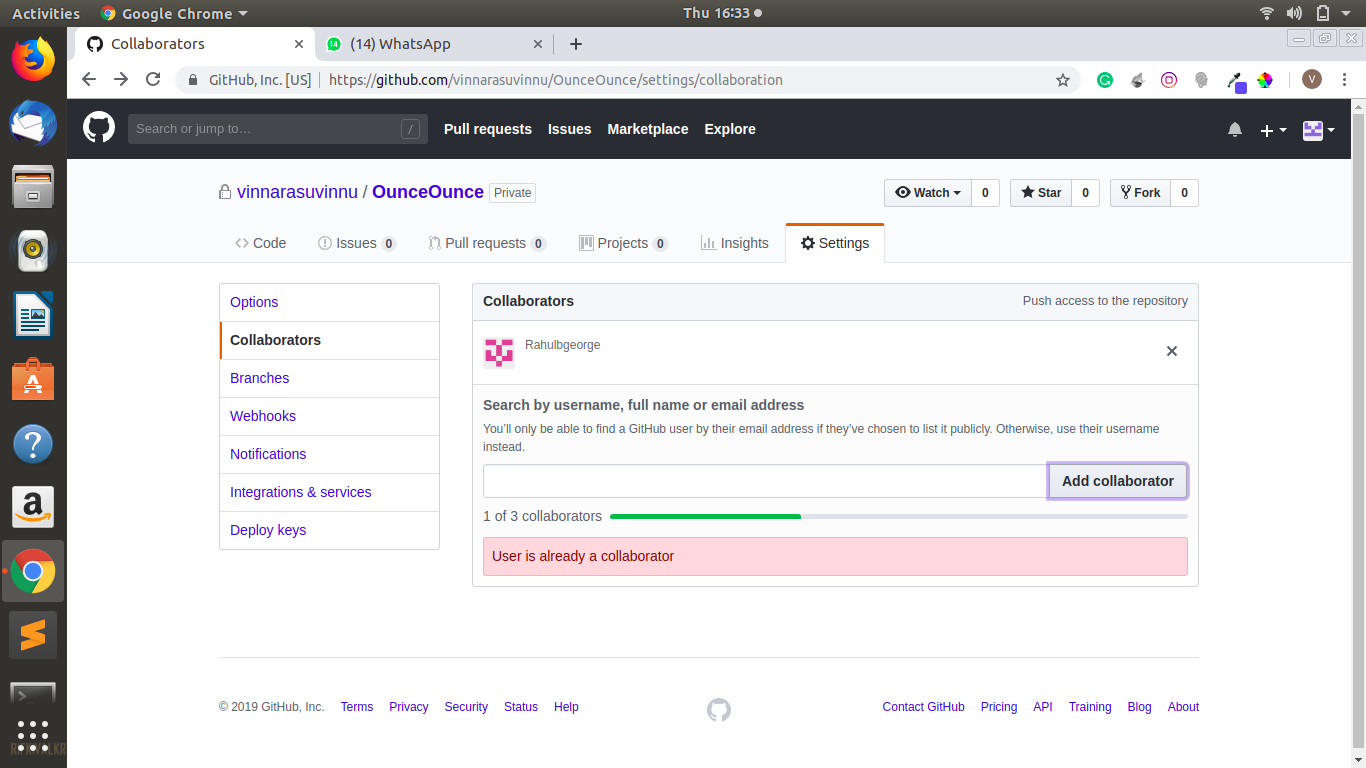 Activities Google Chrome Thu 16:33
Collaborators 14 (14) WhatsApp
GitHub, Inc. [US] https://github.com/vinnarasuvinnu/OunceOunce/settings/collaboration V
Search or jump to… / Pull requests Issues Marketplace Explore
vinnarasuvinnu / OunceOunce Private Watch 0 Star 0 Fork 0
Code Issues 0 Pull requests 0 Projects 0 Insights Settings
Options
Collaborators
Branches
Webhooks
Notifications
Integrations & services
Deploy keys
Collaborators Push access to the repository
Rahulbgeorge
Search by username, full name or email address
You’ll only be able to find a GitHub user by their email address if they’ve chosen to list it publicly. Otherwise, use their username
instead.
Add collaborator
1 of 3 collaborators
User is already a collaborator
© 2019 GitHub, Inc. Terms Privacy Security Status Help Contact GitHub Pricing API Training Blog About